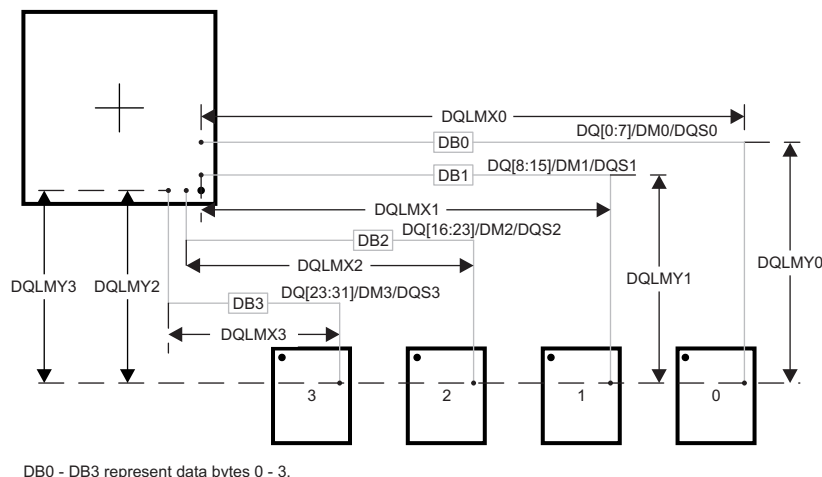 DQLMX0
DQ[0:7]/DM0/DQS0
DB0
DQ[8:15]/DM1/DQS1
DB1
DQLMX1
DQ[16:23]/DM2/DQS2
DB2
DQLMX2
DQLMY0
DQLMY1
DQLMY3
DQLMY2
DQ[23:31]/DM3/DQS3
DB3
DQLMX3
3
2
1
0
DB0 - DB3 represent data bytes 0 - 3.